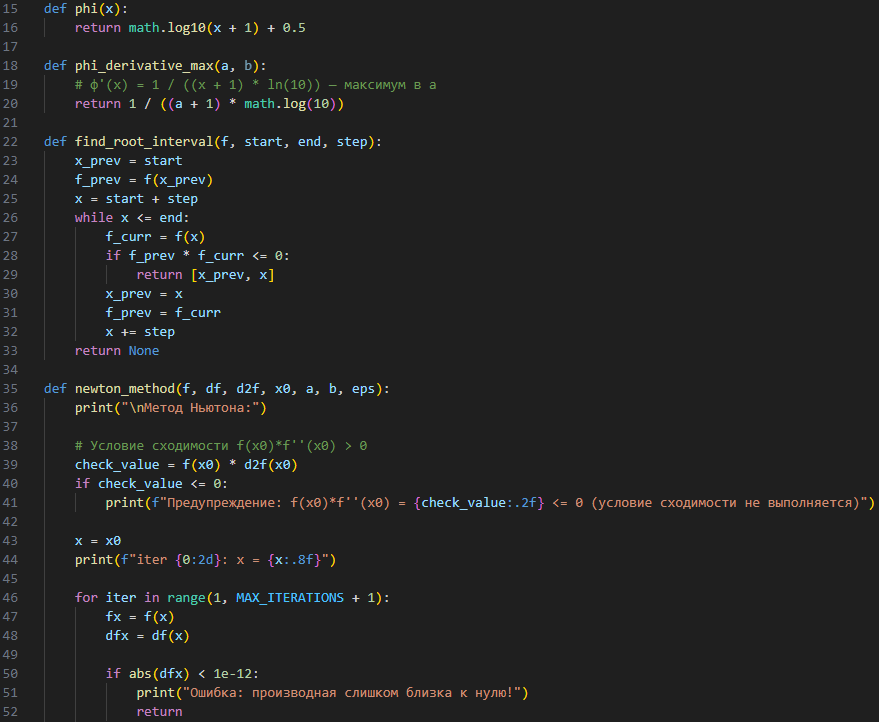 15 def phi(x):
16     return math.log10(x + 1) + 0.5
17
18 def phi_derivative_max(a, b):
19     # ф'(x) = 1 / ((x + 1) * ln(10)) — максимум в a
20     return 1 / ((a + 1) * math.log(10))
21
22 def find_root_interval(f, start, end, step):
23     x_prev = start
24     f_prev = f(x_prev)
25     x = start + step
26     while x <= end:
27         f_curr = f(x)
28         if f_prev * f_curr <= 0:
29             return [x_prev, x]
30         x_prev = x
31         f_prev = f_curr
32         x += step
33     return None
34
35 def newton_method(f, df, d2f, x0, a, b, eps):
36     print("\nМетод Ньютона:")
37
38     # Условие сходимости f(x0)*f''(x0) > 0
39     check_value = f(x0) * d2f(x0)
40     if check_value <= 0:
41         print(f"Предупреждение: f(x0)*f''(x0) = {check_value:.2f} <= 0 (условие сходимости не выполняется)")
42
43     x = x0
44     print(f"iter {0:2d}: x = {x:.8f}")
45
46     for iter in range(1, MAX_ITERATIONS + 1):
47         fx = f(x)
48         dfx = df(x)
49
50         if abs(dfx) < 1e-12:
51             print("Ошибка: производная слишком близка к нулю!")
52             return